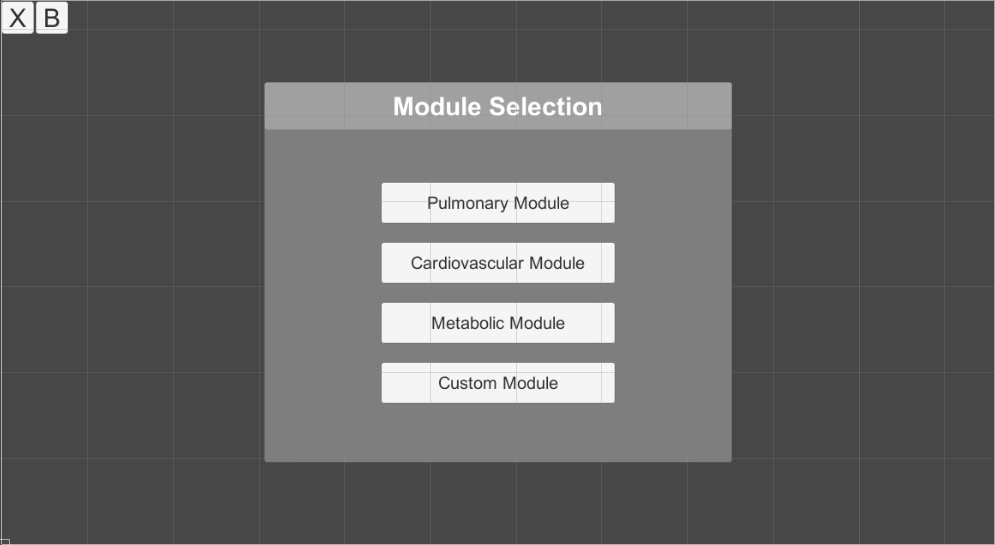 X B
Module Selection
Pulmonary Module
Cardiovascular Module
Metabolic Module
Custom Module